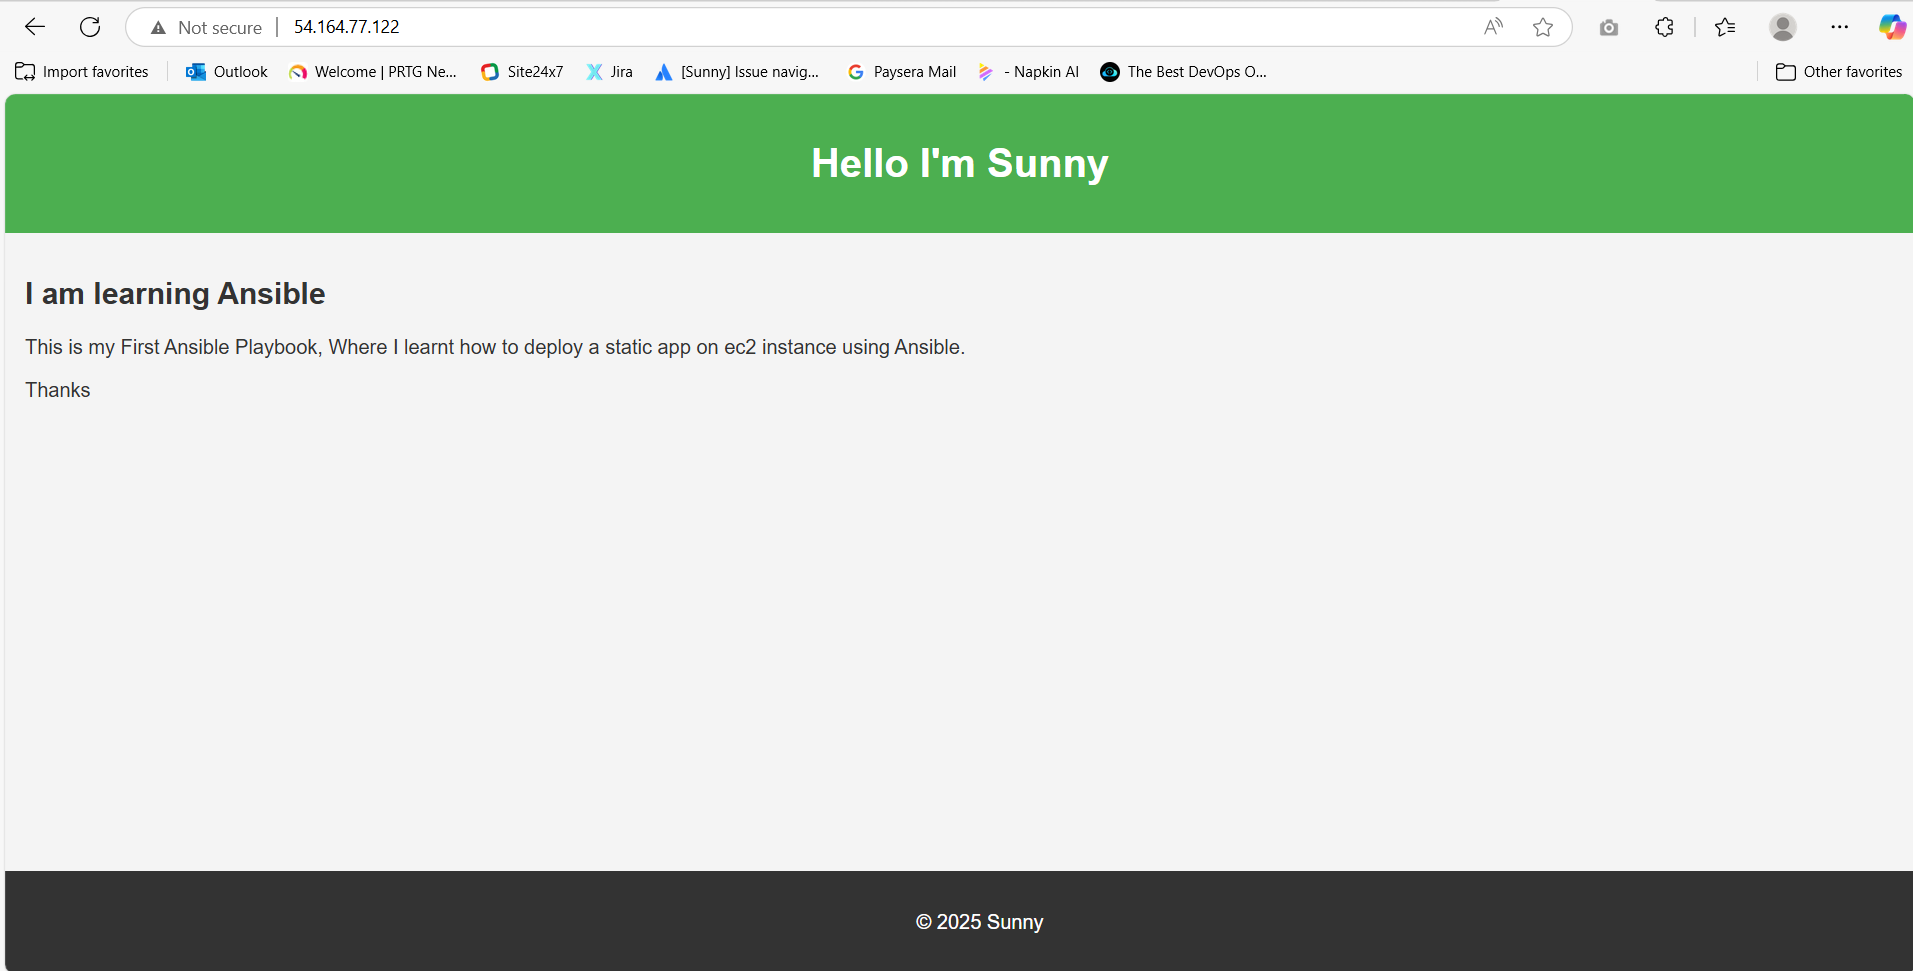 Not secure 54.164.77.122
Import favorites Outlook Welcome | PRTG Ne... Site24x7 Jira [Sunny] Issue navig... Paysera Mail - Napkin AI The Best DevOps O... Other favorites
Hello I'm Sunny
I am learning Ansible
This is my First Ansible Playbook, Where I learnt how to deploy a static app on ec2 instance using Ansible.
Thanks
© 2025 Sunny